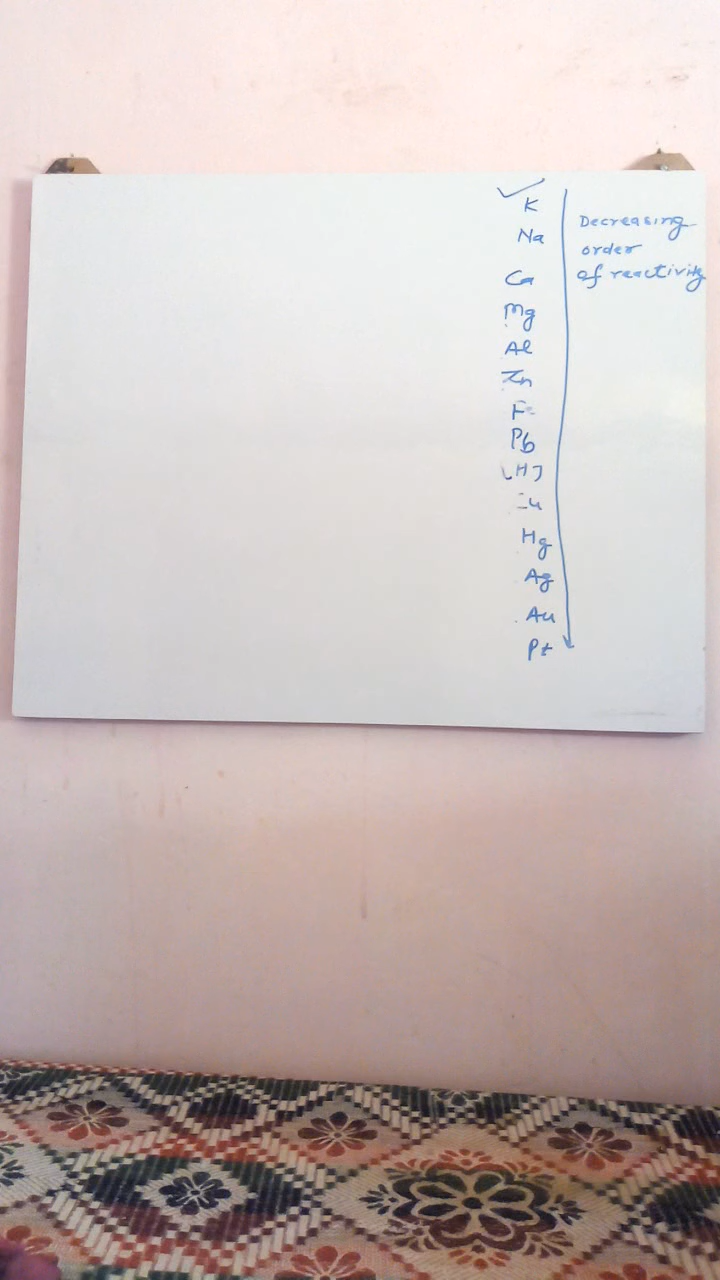 K
Na
Ca
Mg
Al
Zn
Fe
Pb
[H]
Cu
Hg
Ag
Au
Pt
Decreasing
order
of reactivity